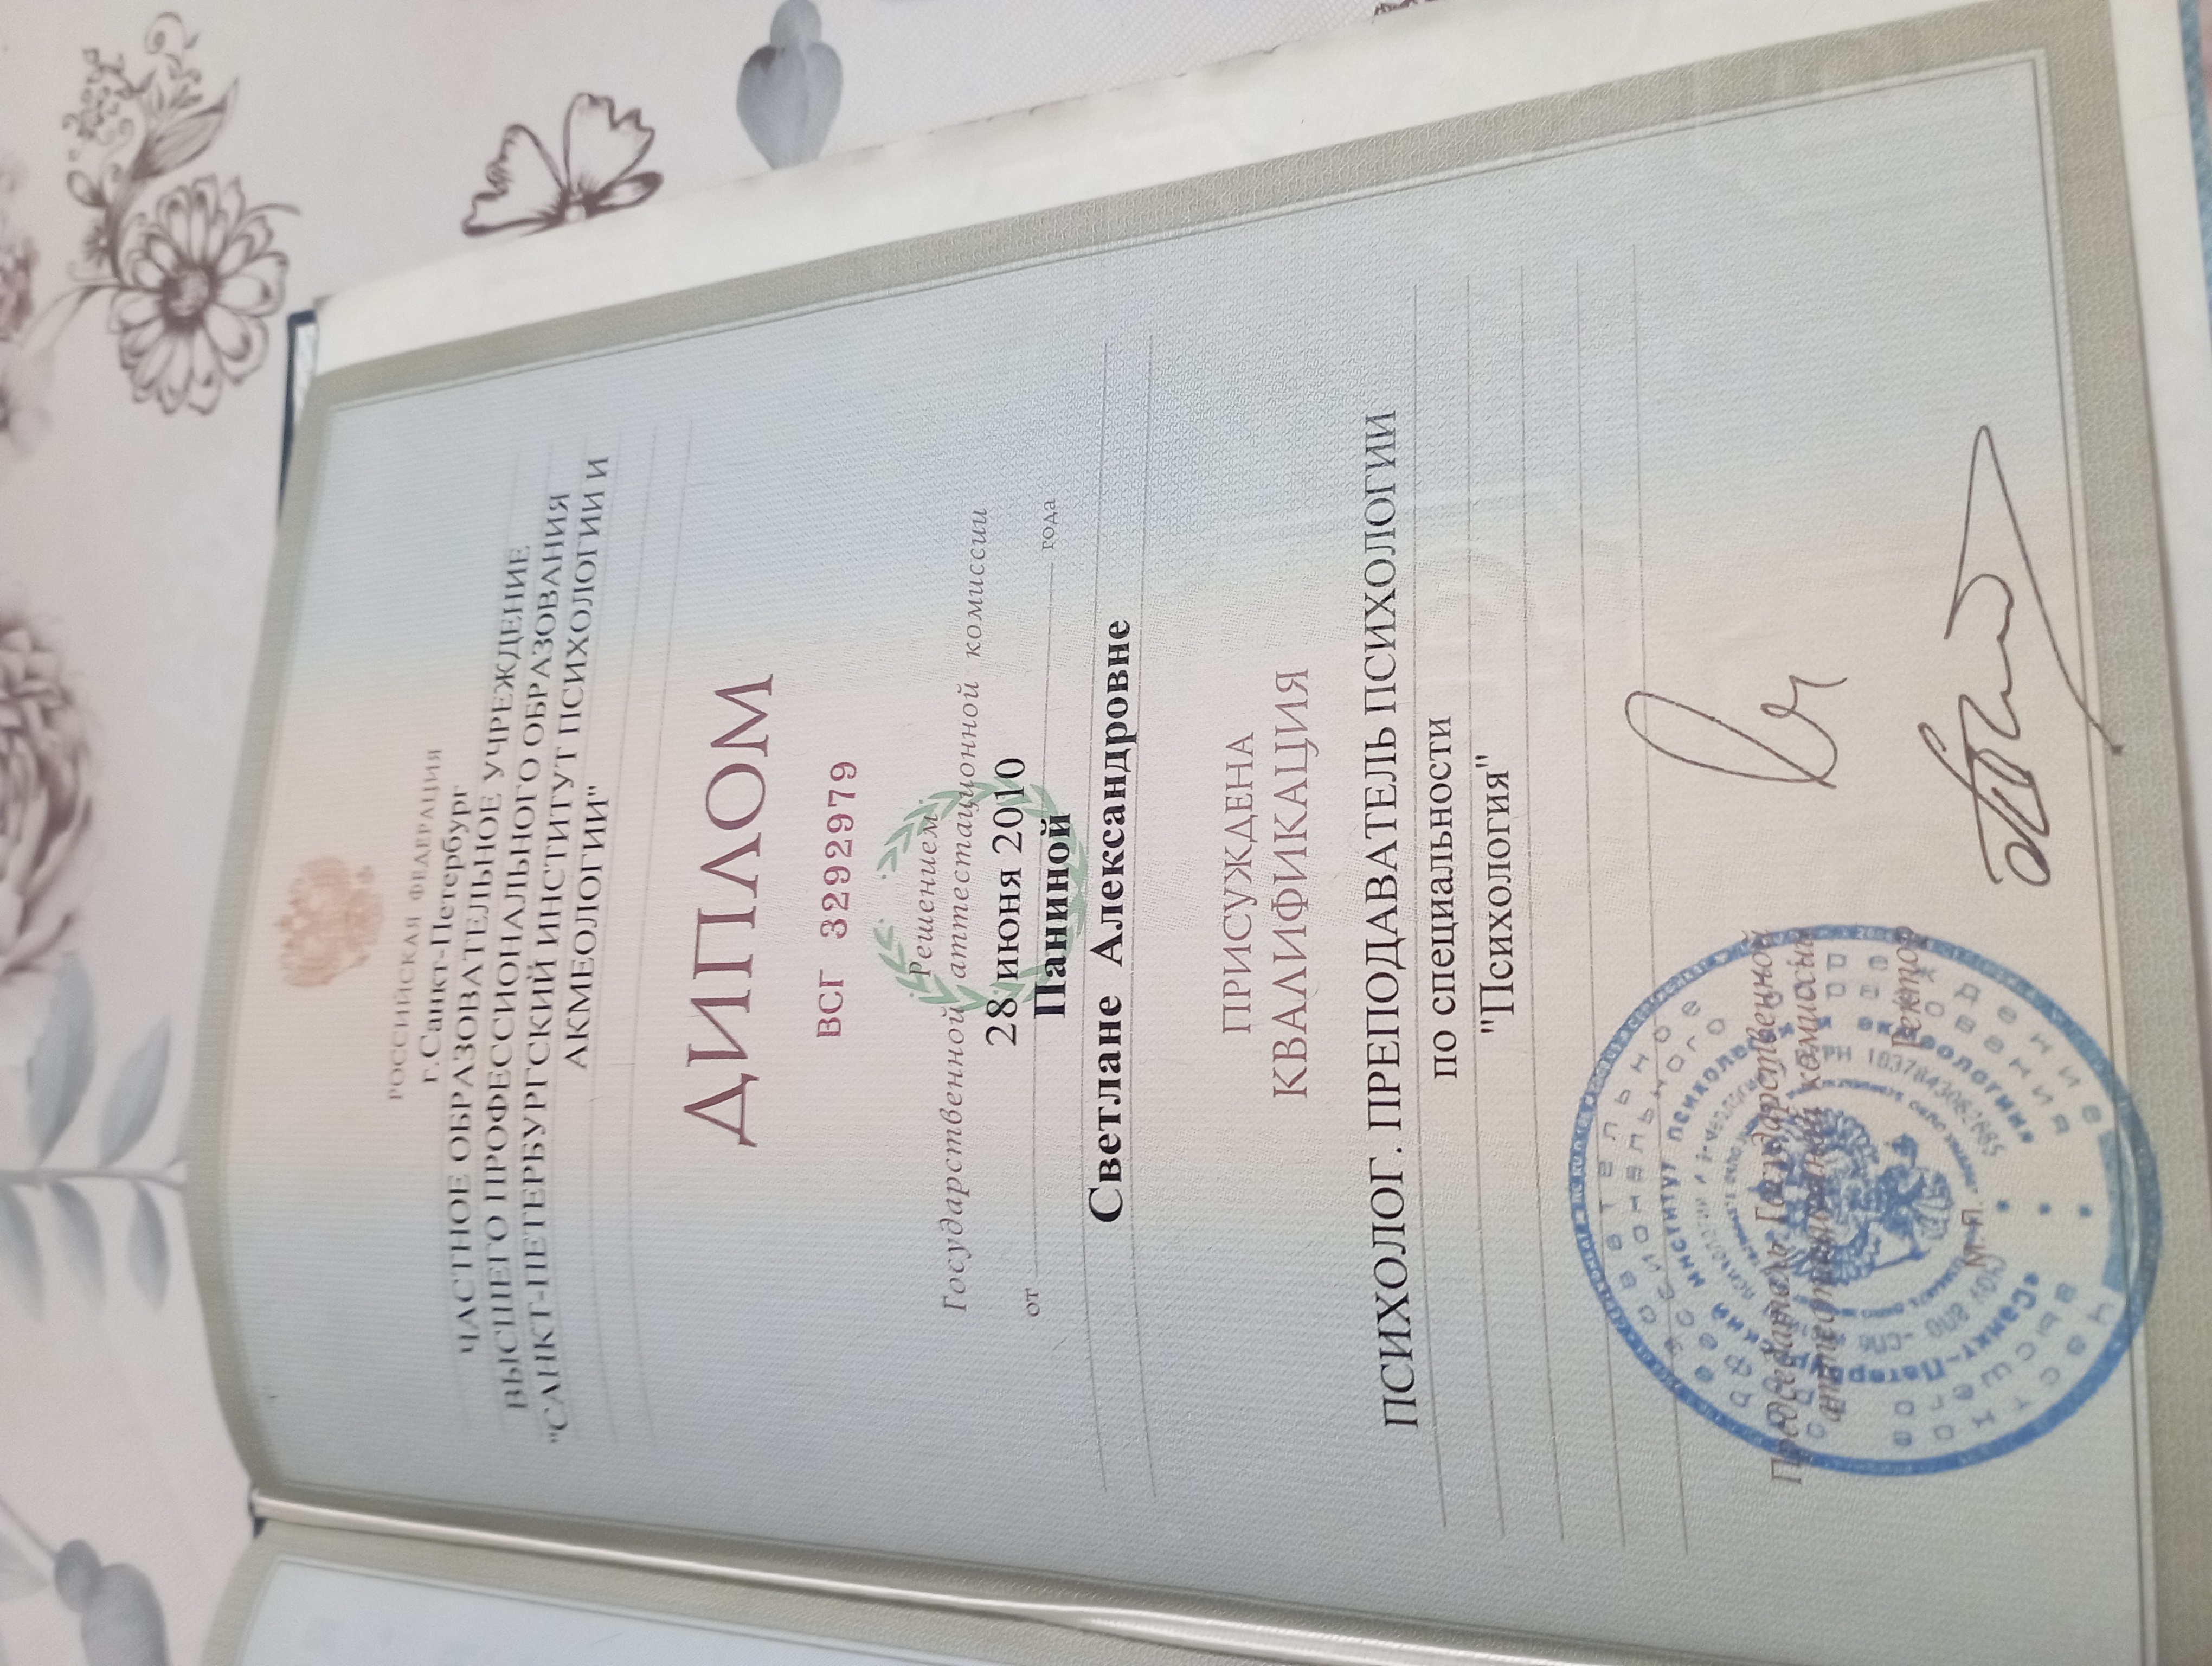 РОССИЙСКАЯ ФЕДЕРАЦИЯ
г.Санкт-Петербург
ЧАСТНОЕ ОБРАЗОВАТЕЛЬНОЕ УЧРЕЖДЕНИЕ
ВЫСШЕГО ПРОФЕССИОНАЛЬНОГО ОБРАЗОВАНИЯ
"САНКТ-ПЕТЕРБУРГСКИЙ ИНСТИТУТ ПСИХОЛОГИИ И
АКМЕОЛОГИИ"
ДИПЛОМ
ВСГ 3292979
Решением
Государственной аттестационной комиссии
от 28 июня 2010 года
Паниной
Светлане Александровне
ПРИСУЖДЕНА
КВАЛИФИКАЦИЯ
ПСИХОЛОГ. ПРЕПОДАВАТЕЛЬ ПСИХОЛОГИИ
по специальности
"Психология"
Председатель Государственной
аттестационной комиссии
Ректор
М.П.